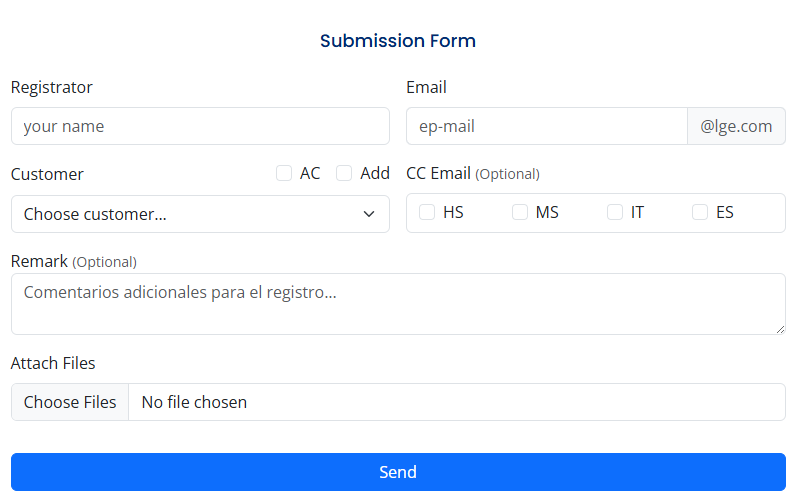 Submission Form
Registrator
Email
your name
ep-mail
@lge.com
Customer
AC
Add
CC Email (Optional)
Choose customer...
HS
MS
IT
ES
Remark (Optional)
Comentarios adicionales para el registro...
Attach Files
Choose Files
No file chosen
Send